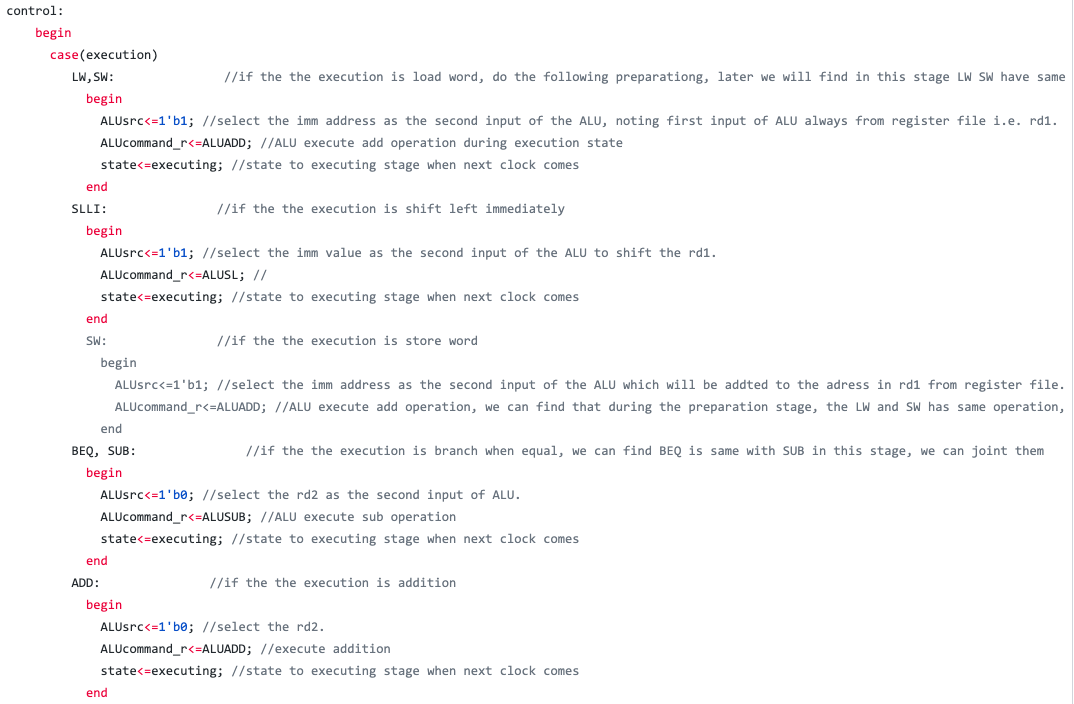 control:
begin
case(execution)
LW,SW: //if the the execution is load word, do the following preparationg, later we will find in this stage LW SW have same
begin
ALUsrc<=1'b1; //select the imm address as the second input of the ALU, noting first input of ALU always from register file i.e. rd1.
ALUcommand_r<=ALUADD; //ALU execute add operation during execution state
state<=executing; //state to executing stage when next clock comes
end
SLLI: //if the the execution is shift left immediately
begin
ALUsrc<=1'b1; //select the imm value as the second input of the ALU to shift the rd1.
ALUcommand_r<=ALUSL; //
state<=executing; //state to executing stage when next clock comes
end
SW: //if the the execution is store word
begin
ALUsrc<=1'b1; //select the imm address as the second input of the ALU which will be addted to the adress in rd1 from register file.
ALUcommand_r<=ALUADD; //ALU execute add operation, we can find that during the preparation stage, the LW and SW has same operation,
end
BEQ, SUB: //if the the execution is branch when equal, we can find BEQ is same with SUB in this stage, we can joint them
begin
ALUsrc<=1'b0; //select the rd2 as the second input of ALU.
ALUcommand_r<=ALUSUB; //ALU execute sub operation
state<=executing; //state to executing stage when next clock comes
end
ADD: //if the the execution is addition
begin
ALUsrc<=1'b0; //select the rd2.
ALUcommand_r<=ALUADD; //execute addition
state<=executing; //state to executing stage when next clock comes
end